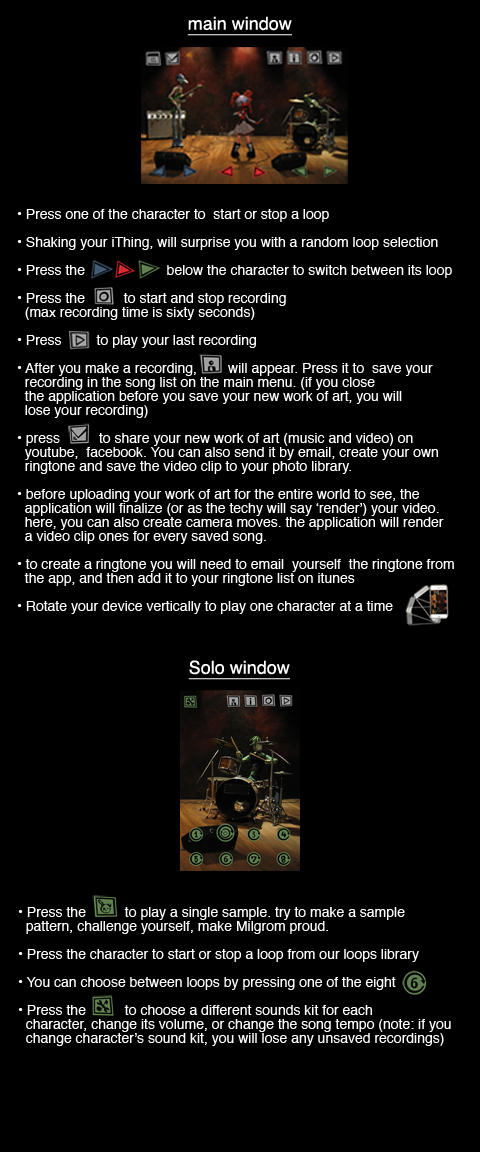 main window
• Press one of the character to  start or stop a loop
• Shaking your iThing, will surprise you with a random loop selection
• Press the below the character to switch between its loop
• Press the to start and stop recording
(max recording time is sixty seconds)
• Press to play your last recording
• After you make a recording, will appear. Press it to  save your
recording in the song list on the main menu. (if you close
the application before you save your new work of art, you will
lose your recording)
• press to share your new work of art (music and video) on
youtube,  facebook. You can also send it by email, create your own
ringtone and save the video clip to your photo library.
• before uploading your work of art for the entire world to see, the
application will finalize (or as the techy will say ‘render’) your video.
here, you can also create camera moves. the application will render
a video clip ones for every saved song.
• to create a ringtone you will need to email  yourself  the ringtone from
the app, and then add it to your ringtone list on itunes
• Rotate your device vertically to play one character at a time
Solo window
1 2 3 4
5 6 7 8
• Press the to play a single sample. try to make a sample
pattern, challenge yourself, make Milgrom proud.
• Press the character to start or stop a loop from our loops library
• You can choose between loops by pressing one of the eight 6
• Press the to choose a different sounds kit for each
character, change its volume, or change the song tempo (note: if you
change character’s sound kit, you will lose any unsaved recordings)